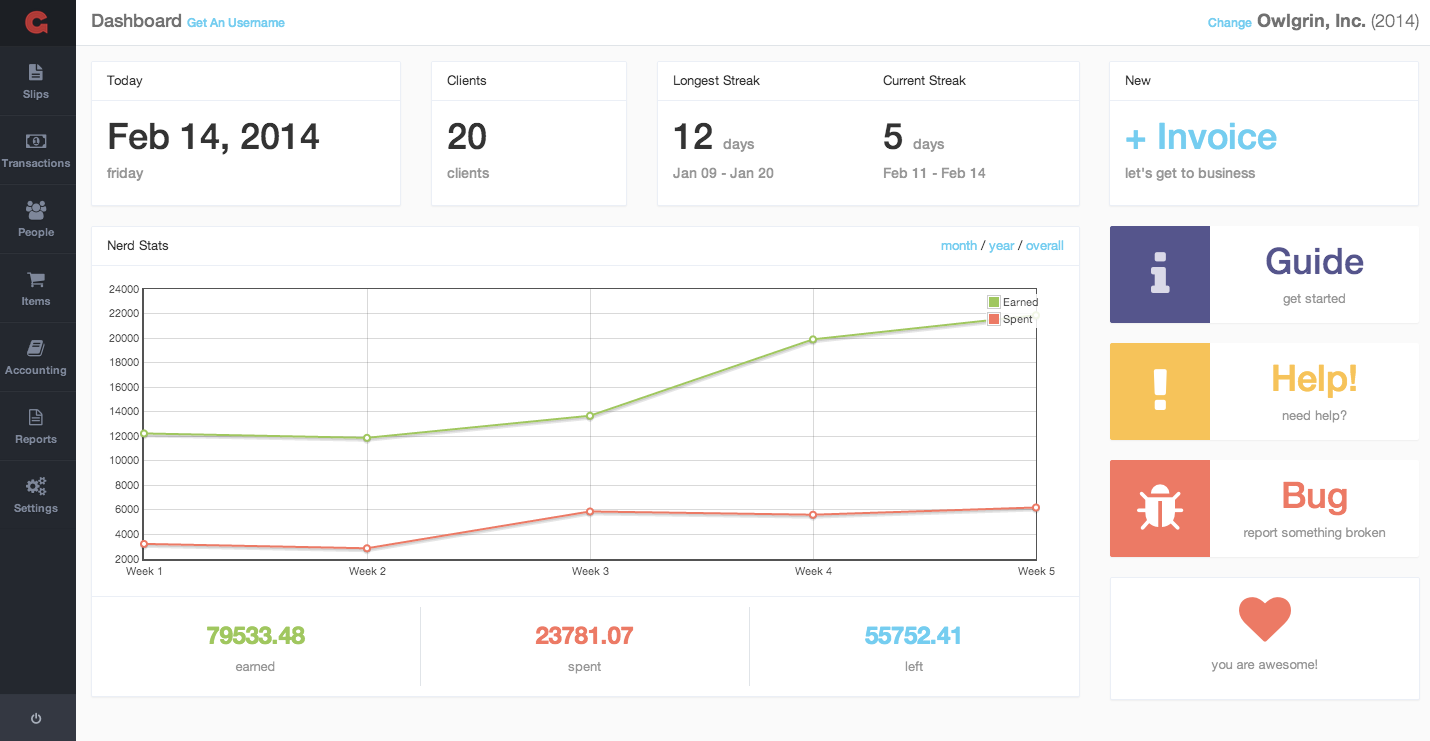 Dashboard Get An Username
Change Owlgrin, Inc. (2014)
Slips
Transactions
People
Items
Accounting
Reports
Settings
Today
Feb 14, 2014
friday
Clients
20
clients
Longest Streak
12 days
Jan 09 - Jan 20
Current Streak
5 days
Feb 11 - Feb 14
New
+ Invoice
let's get to business
Nerd Stats
month / year / overall
24000
22000
20000
18000
16000
14000
12000
10000
8000
6000
4000
2000
Earned
Spent
Week 1 Week 2 Week 3 Week 4 Week 5
79533.48
earned
23781.07
spent
55752.41
left
Guide
get started
Help!
need help?
Bug
report something broken
you are awesome!